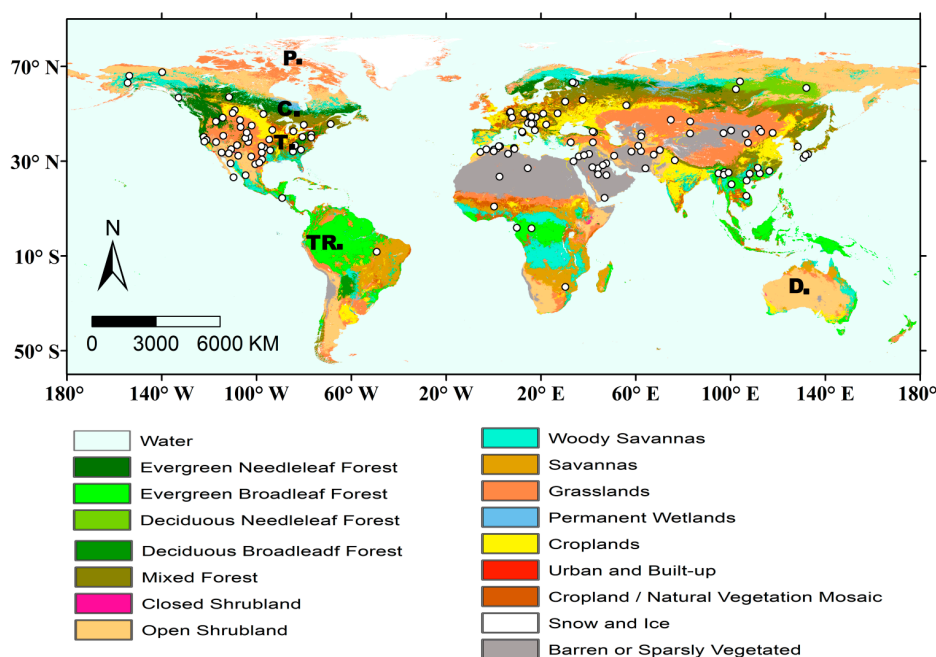 P.
70° N
C.
T.
30° N
N
TR.
10° S
D.
0 3000 6000 KM
50° S
180° 140° W 100° W 60° W 20° W 20° E 60° E 100° E 140° E 180°
Water
Evergreen Needleleaf Forest
Evergreen Broadleaf Forest
Deciduous Needleleaf Forest
Deciduous Broadleadf Forest
Mixed Forest
Closed Shrubland
Open Shrubland
Woody Savannas
Savannas
Grasslands
Permanent Wetlands
Croplands
Urban and Built-up
Cropland / Natural Vegetation Mosaic
Snow and Ice
Barren or Sparsly Vegetated